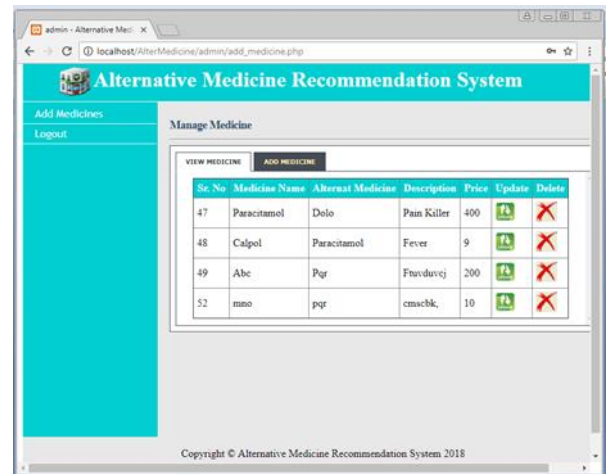 admin - Alternative Medi
localhost/AlterMedicine/admin/add_medicine.php
Alternative Medicine Recommendation System
Add Medicines
Logout
Manage Medicine
VIEW MEDICINE ADD MEDICINE
Sr. No Medicine Name Alternat Medicine Description Price Update Delete
47 Paracitamol Dolo Pain Killer 400
48 Calpol Paracitamol Fever 9
49 Abc Pqr 200
52 mno pqr cmscbk, 10
Copyright © Alternative Medicine Recommendation System 2018